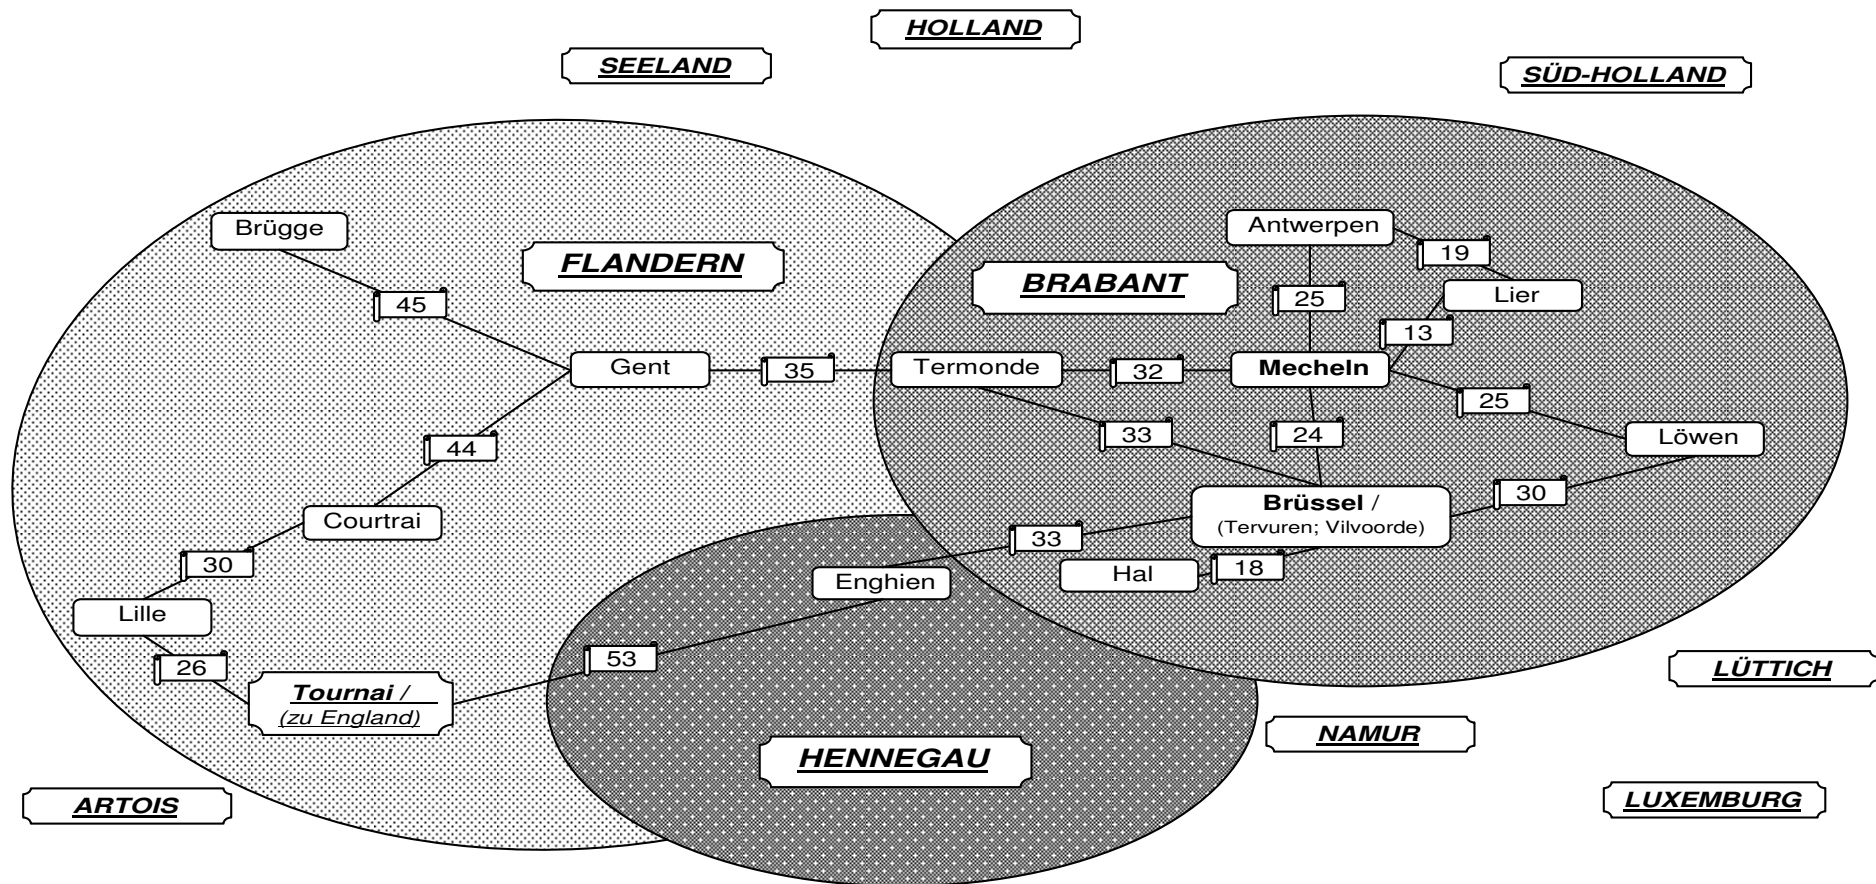 HOLLAND
SEELAND
SÜD-HOLLAND
Brügge
Antwerpen
FLANDERN
19
BRABANT
45
25
Lier
13
Gent
35
Termonde
32
Mecheln
25
44
33
24
Löwen
Courtrai
Brüssel /
(Tervuren; Vilvoorde)
30
33
30
Enghien
Hal
18
Lille
26
53
Tournai /
(zu England)
LÜTTICH
NAMUR
HENNEGAU
ARTOIS
LUXEMBURG